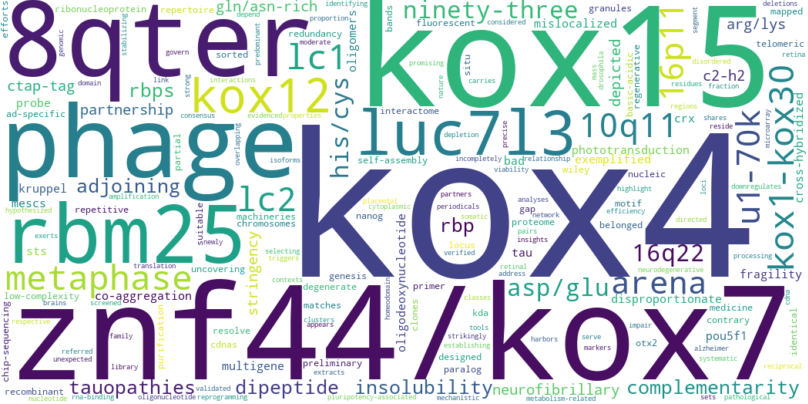 efforts
ribonucleoprotein
repertoire
gln/asn-rich
bands
granules
ninety-three
deletions
mapped
8qter
proportion
depend
identifying
considered
mislocalized
arg/lys
stabilizing
predominant
sorted
lc1
oligomers
fluorescent
segment
telomeric
genomic
govern
moderate
redundancy
situ
16p11
retina
ctap-tag
domain
link
strong
rbps
kox12
promising
regenerative
mass
drosophila
basic-acidic
disordered
c2-h2
probe
interactions
nature
carries
residues
regions
partnership
consensus
evidenced
properties
kox15
depicted
fraction
ad-specific
partial
overlapping
his/cys
interactome
crx
shares
microarray
precise
depletion
phage
isoforms
luc7l3
10q11
u1-70k
kox1-kox30
cross-hybridized
self-assembly
bad
phototransduction
reside
incompletely
relationship
viability
exemplified
downregulates
kruppel
adjoining
lc2
wiley
nucleic
mescs
repetitive
amplification
machineries
placental
cytoplasmic
partners
analyses
gap
motif
highlight
loci
hypothesized
exerts
suitable
chromosomes
nanog
periodicals
network
belonged
efficiency
sts
newly
stringency
somatic
pairs
proteome
directed
rbm25
selecting
triggers
kox4
rbp
locus
insights
tau
16q22
processing
translation
uncovering
oligodeoxynucleotide
verified
retinal
neurodegenerative
metaphase
contexts
genesis
address
asp/glu
arena
fragility
low-complexity
co-aggregation
degenerate
primer
classes
disproportionate
brains
screened
appears
matches
homeodomain
kda
medicine
identical
cdna
chip-sequencing
respective
family
purification
resolve
clusters
clones
tools
strikingly
contrary
pou5f1
reciprocal
referred
unexpected
library
cdnas
preliminary
establishing
harbors
impair
otx2
alzheimer
znf44/kox7
multigene
extracts
designed
paralog
serve
markers
systematic
tauopathies
validated
dipeptide
insolubility
neurofibrillary
complementarity
recombinant
nucleotide
rna-binding
oligonucleotide
reprogramming
pluripotency-associated
metabolism-related
sets
pathological
mechanistic